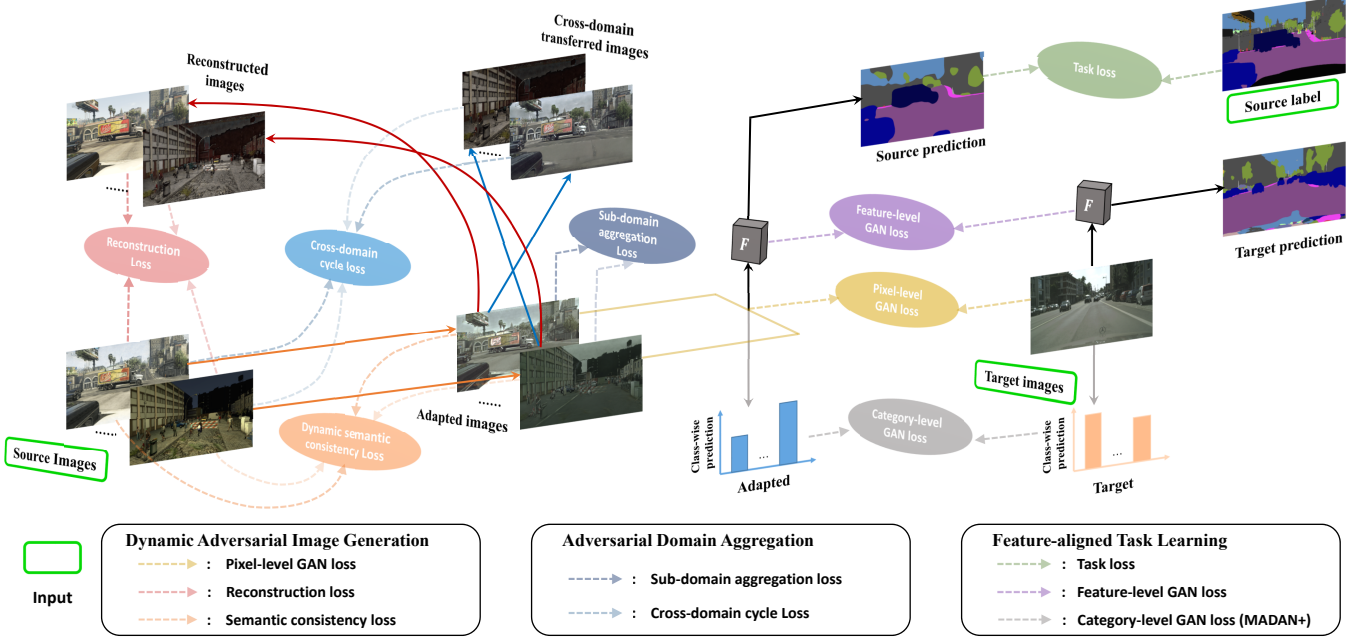 Cross-domain
transferred images
Reconstructed
images
......
......
Task loss
Source label
Source prediction
Reconstruction
Loss
Cross-domain
cycle loss
Sub-domain
aggregation
Loss
F
Feature-level
GAN loss
F
Target prediction
Pixel-level
GAN loss
Adapted images
......
Dynamic semantic
consistency Loss
......
Source Images
Target images
Class-wise
prediction
...
Adapted
Category-level
GAN loss
Class-wise
prediction
...
Target
Input
Dynamic Adversarial Image Generation
: Pixel-level GAN loss
: Reconstruction loss
: Semantic consistency loss
Adversarial Domain Aggregation
: Sub-domain aggregation loss
: Cross-domain cycle Loss
Feature-aligned Task Learning
: Task loss
: Feature-level GAN loss
: Category-level GAN loss (MADAN+)